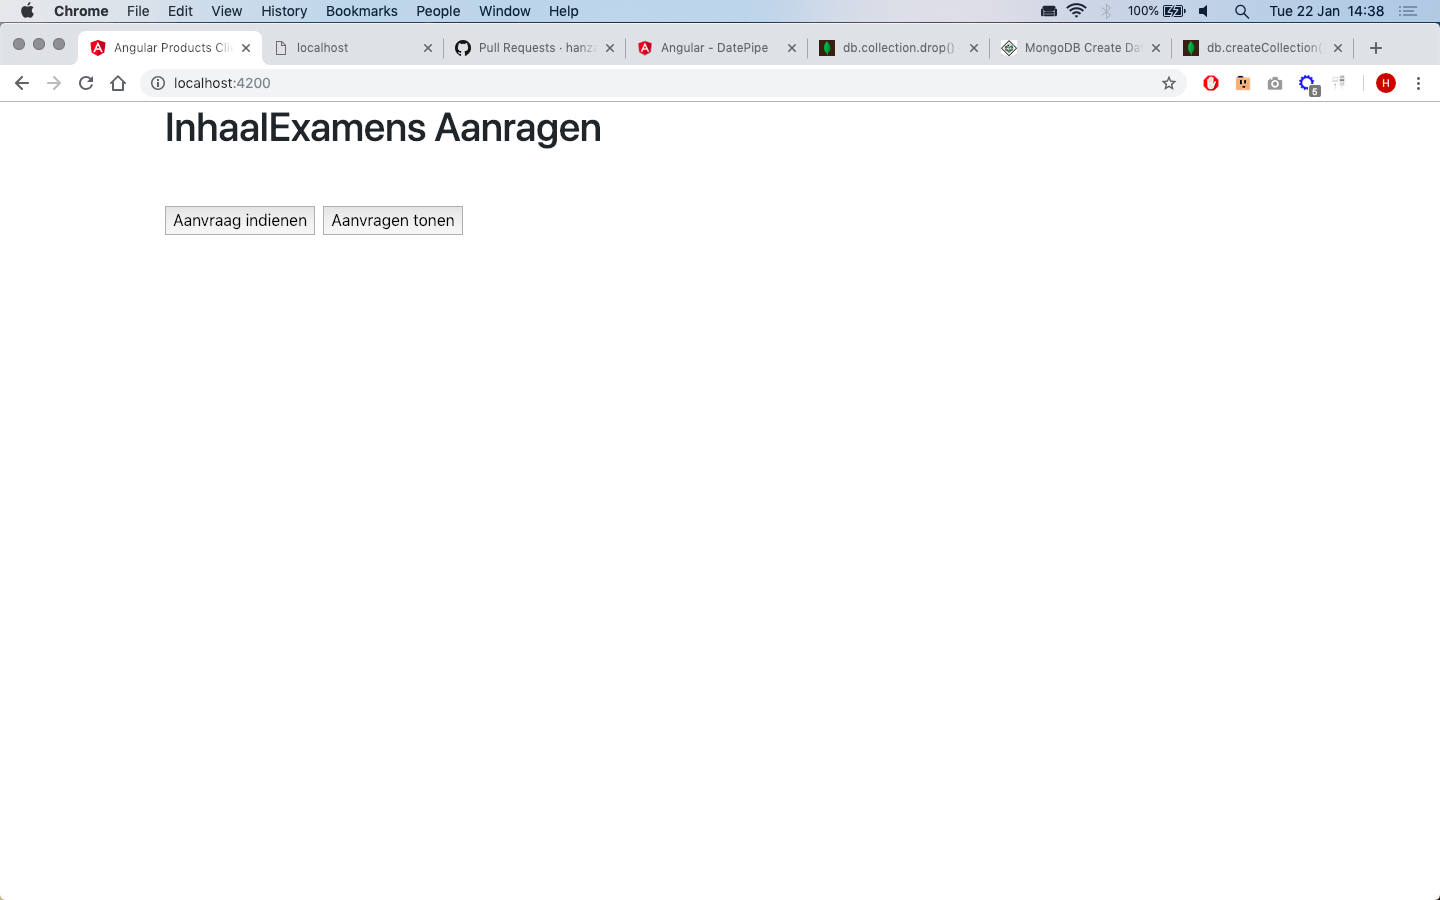 Chrome File Edit View History Bookmarks People Window Help 100% Tue 22 Jan 14:38
Angular Products Cli localhost Pull Requests · hanz Angular - DatePipe db.collection.drop() MongoDB Create Da db.createCollection(
localhost:4200 5 H
InhaalExamens Aanragen
Aanvraag indienen Aanvragen tonen